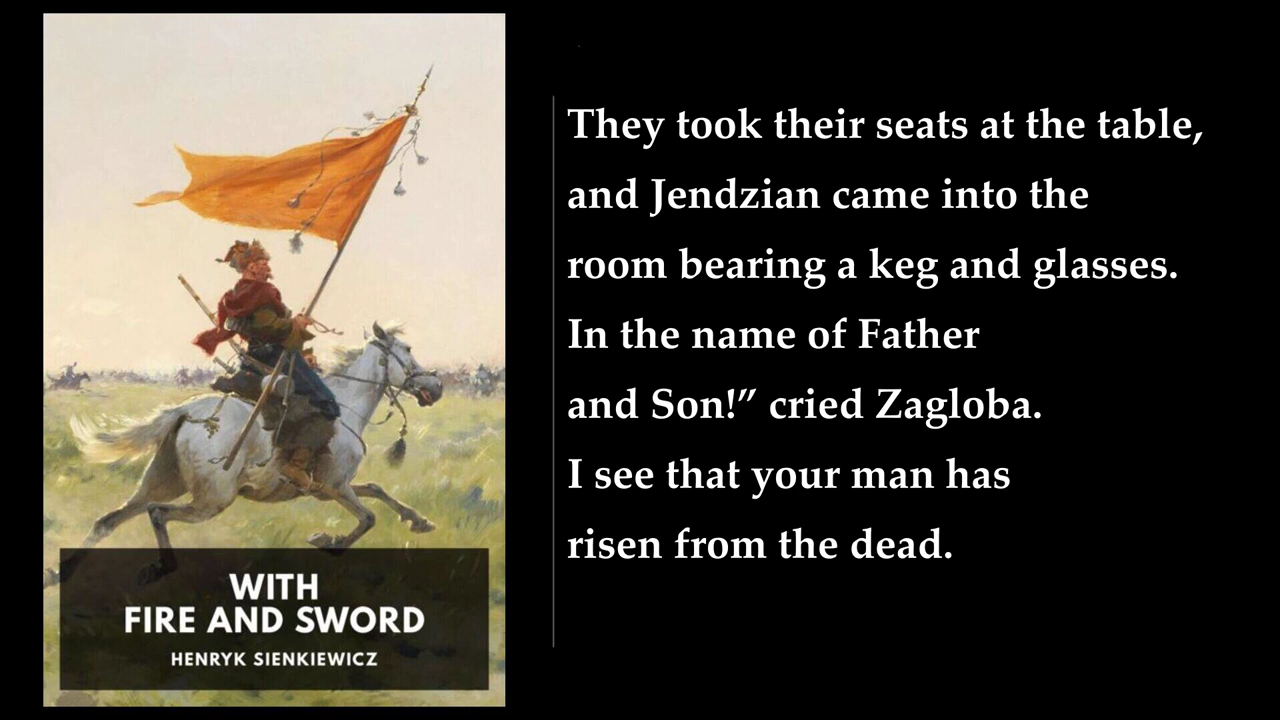 WITH
FIRE AND SWORD
HENRYK SIENKIEWICZ
They took their seats at the table,
and Jendzian came into the
room bearing a keg and glasses.
In the name of Father
and Son!” cried Zagloba.
I see that your man has
risen from the dead.